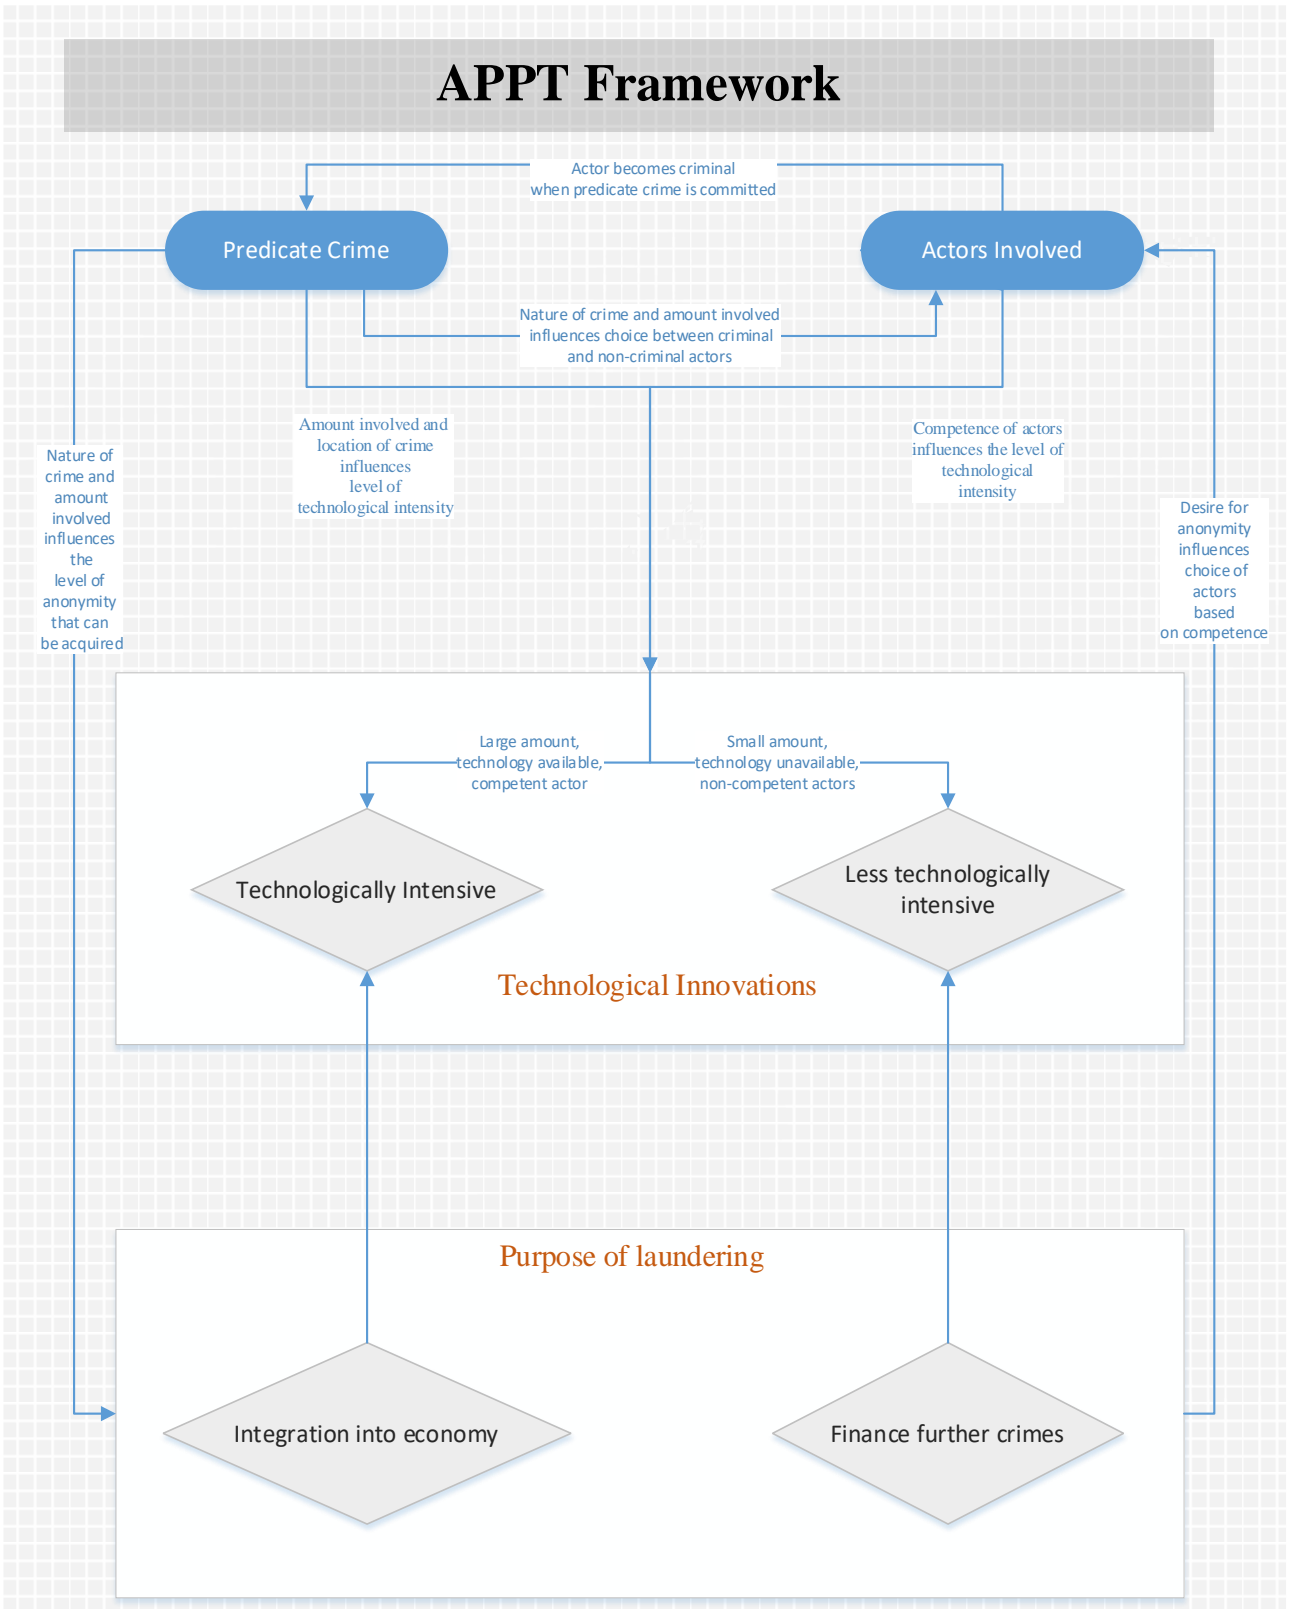 APPT Framework
Actor becomes criminal
when predicate crime is committed
Predicate Crime
Actors Involved
Nature of crime and amount involved
influences choice between criminal
and non-criminal actors
Amount involved and
location of crime
influences
level of
technological intensity
Competence of actors
influences the level of
technological
intensity
Nature of
crime and
amount
involved
influences
the
level of
anonymity
that can
be acquired
Desire for
anonymity
influences
choice of
actors
based
on competence
Large amount,
technology available,
competent actor
Small amount,
technology unavailable,
non-competent actors
Technologically Intensive
Less technologically
intensive
Technological Innovations
Purpose of laundering
Integration into economy
Finance further crimes